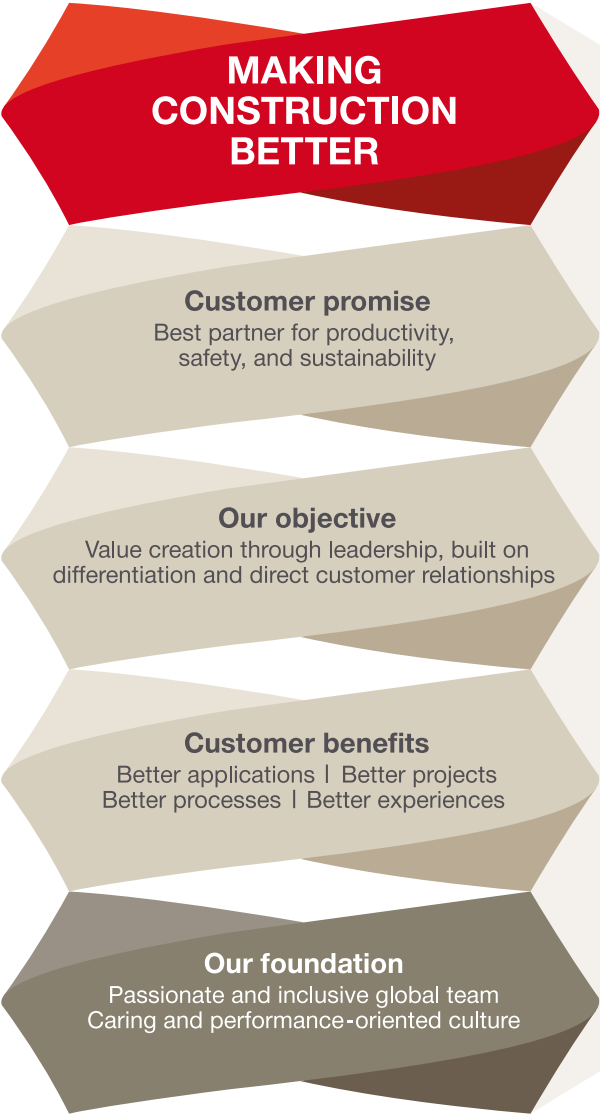 MAKING
CONSTRUCTION
BETTER
Customer promise
Best partner for productivity,
safety, and sustainability
Our objective
Value creation through leadership, built on
differentiation and direct customer relationships
Customer benefits
Better applications | Better projects
Better processes | Better experiences
Our foundation
Passionate and inclusive global team
Caring and performance-oriented culture